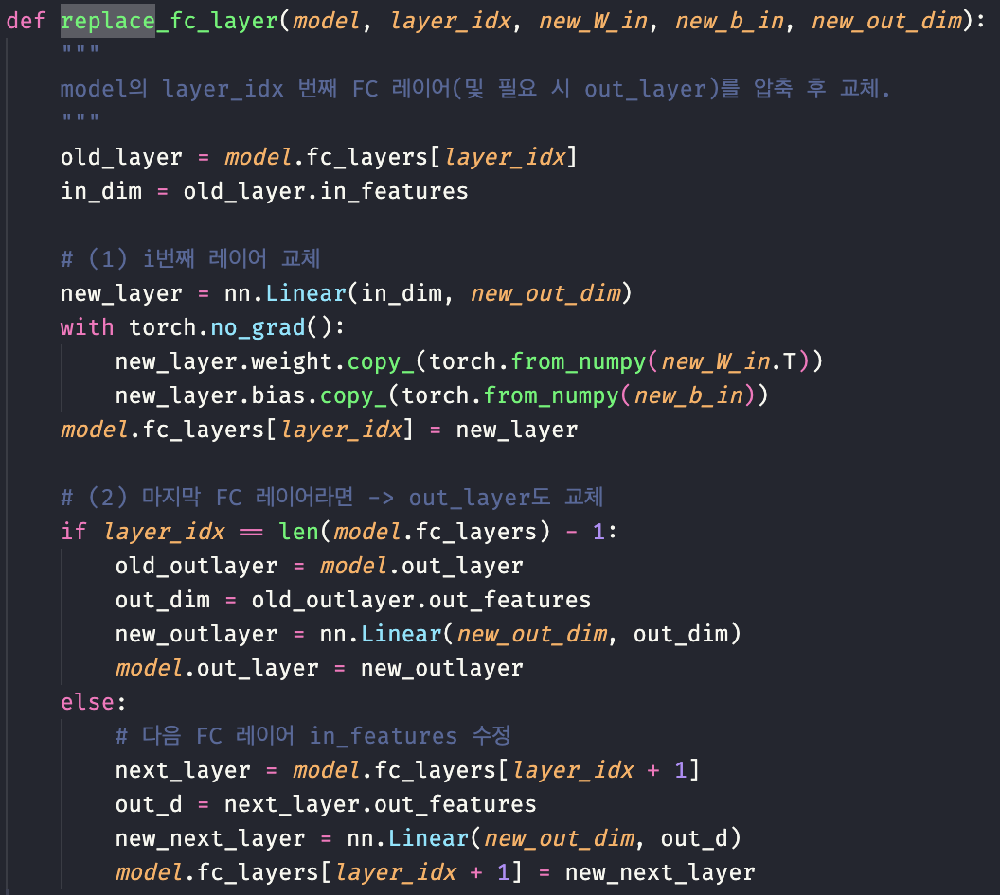 def replace_fc_layer(model, layer_idx, new_W_in, new_b_in, new_out_dim):
    """
    model의 layer_idx 번째 FC 레이어(및 필요 시 out_layer)를 압축 후 교체.
    """
    old_layer = model.fc_layers[layer_idx]
    in_dim = old_layer.in_features

    # (1) i번째 레이어 교체
    new_layer = nn.Linear(in_dim, new_out_dim)
    with torch.no_grad():
        new_layer.weight.copy_(torch.from_numpy(new_W_in.T))
        new_layer.bias.copy_(torch.from_numpy(new_b_in))
    model.fc_layers[layer_idx] = new_layer

    # (2) 마지막 FC 레이어라면 -> out_layer도 교체
    if layer_idx == len(model.fc_layers) - 1:
        old_outlayer = model.out_layer
        out_dim = old_outlayer.out_features
        new_outlayer = nn.Linear(new_out_dim, out_dim)
        model.out_layer = new_outlayer
    else:
        # 다음 FC 레이어 in_features 수정
        next_layer = model.fc_layers[layer_idx + 1]
        out_d = next_layer.out_features
        new_next_layer = nn.Linear(new_out_dim, out_d)
        model.fc_layers[layer_idx + 1] = new_next_layer